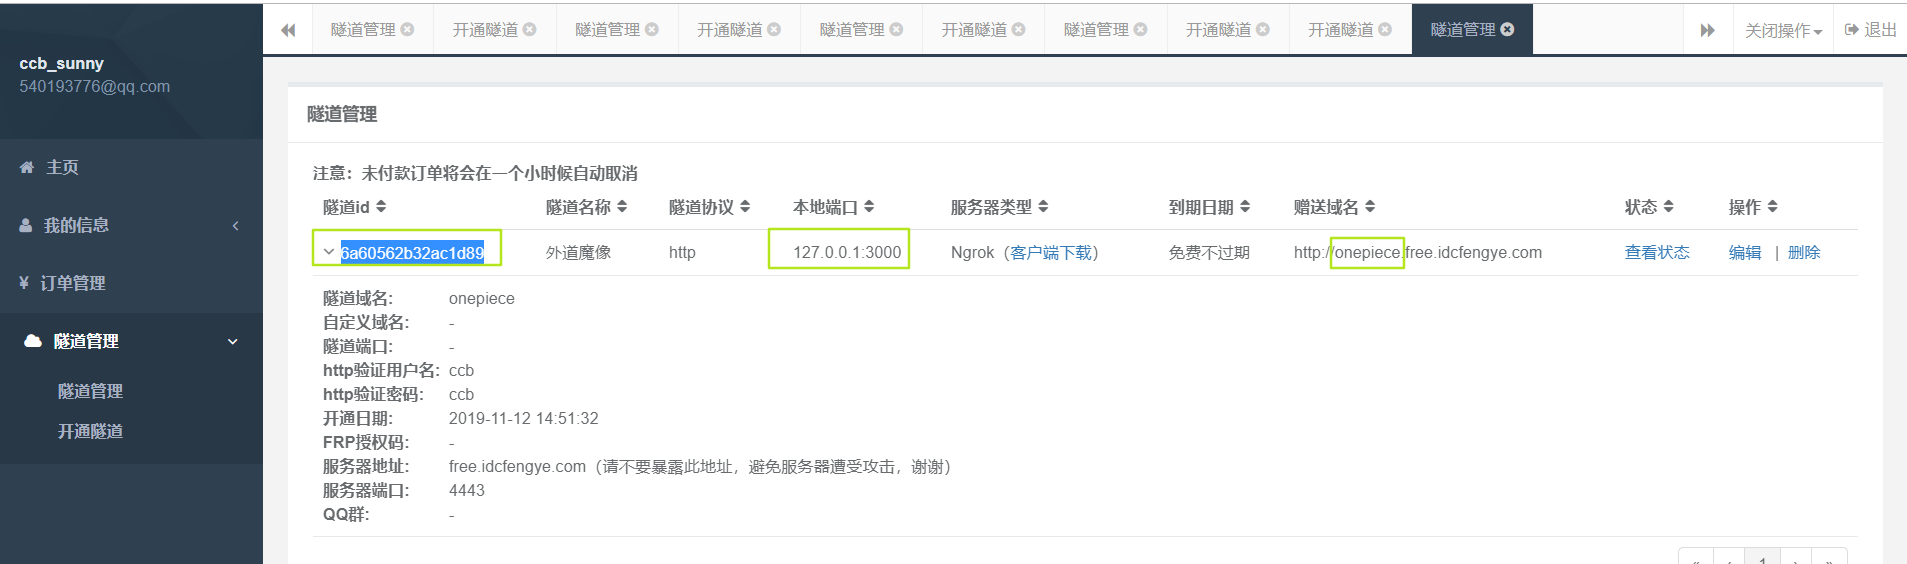 隧道管理 开通隧道 隧道管理 开通隧道 隧道管理 开通隧道 隧道管理 开通隧道 开通隧道 隧道管理 关闭操作 退出
ccb_sunny
540193776@qq.com
主页
我的信息
¥ 订单管理
隧道管理
隧道管理
开通隧道
隧道管理
注意：未付款订单将会在一个小时候自动取消
隧道id 隧道名称 隧道协议 本地端口 服务器类型 到期日期 赠送域名 状态 操作
6a60562b32ac1d89 外道魔像 http 127.0.0.1:3000 Ngrok（客户端下载） 免费不过期 http://onepiece.free.idcfengye.com 查看状态 编辑 | 删除
隧道域名： onepiece
自定义域名： -
隧道端口： -
http验证用户名： ccb
http验证密码： ccb
开通日期： 2019-11-12 14:51:32
FRP授权码： -
服务器地址： free.idcfengye.com（请不要暴露此地址，避免服务器遭受攻击，谢谢）
服务器端口： 4443
QQ群： -
« ‹ 1 › »